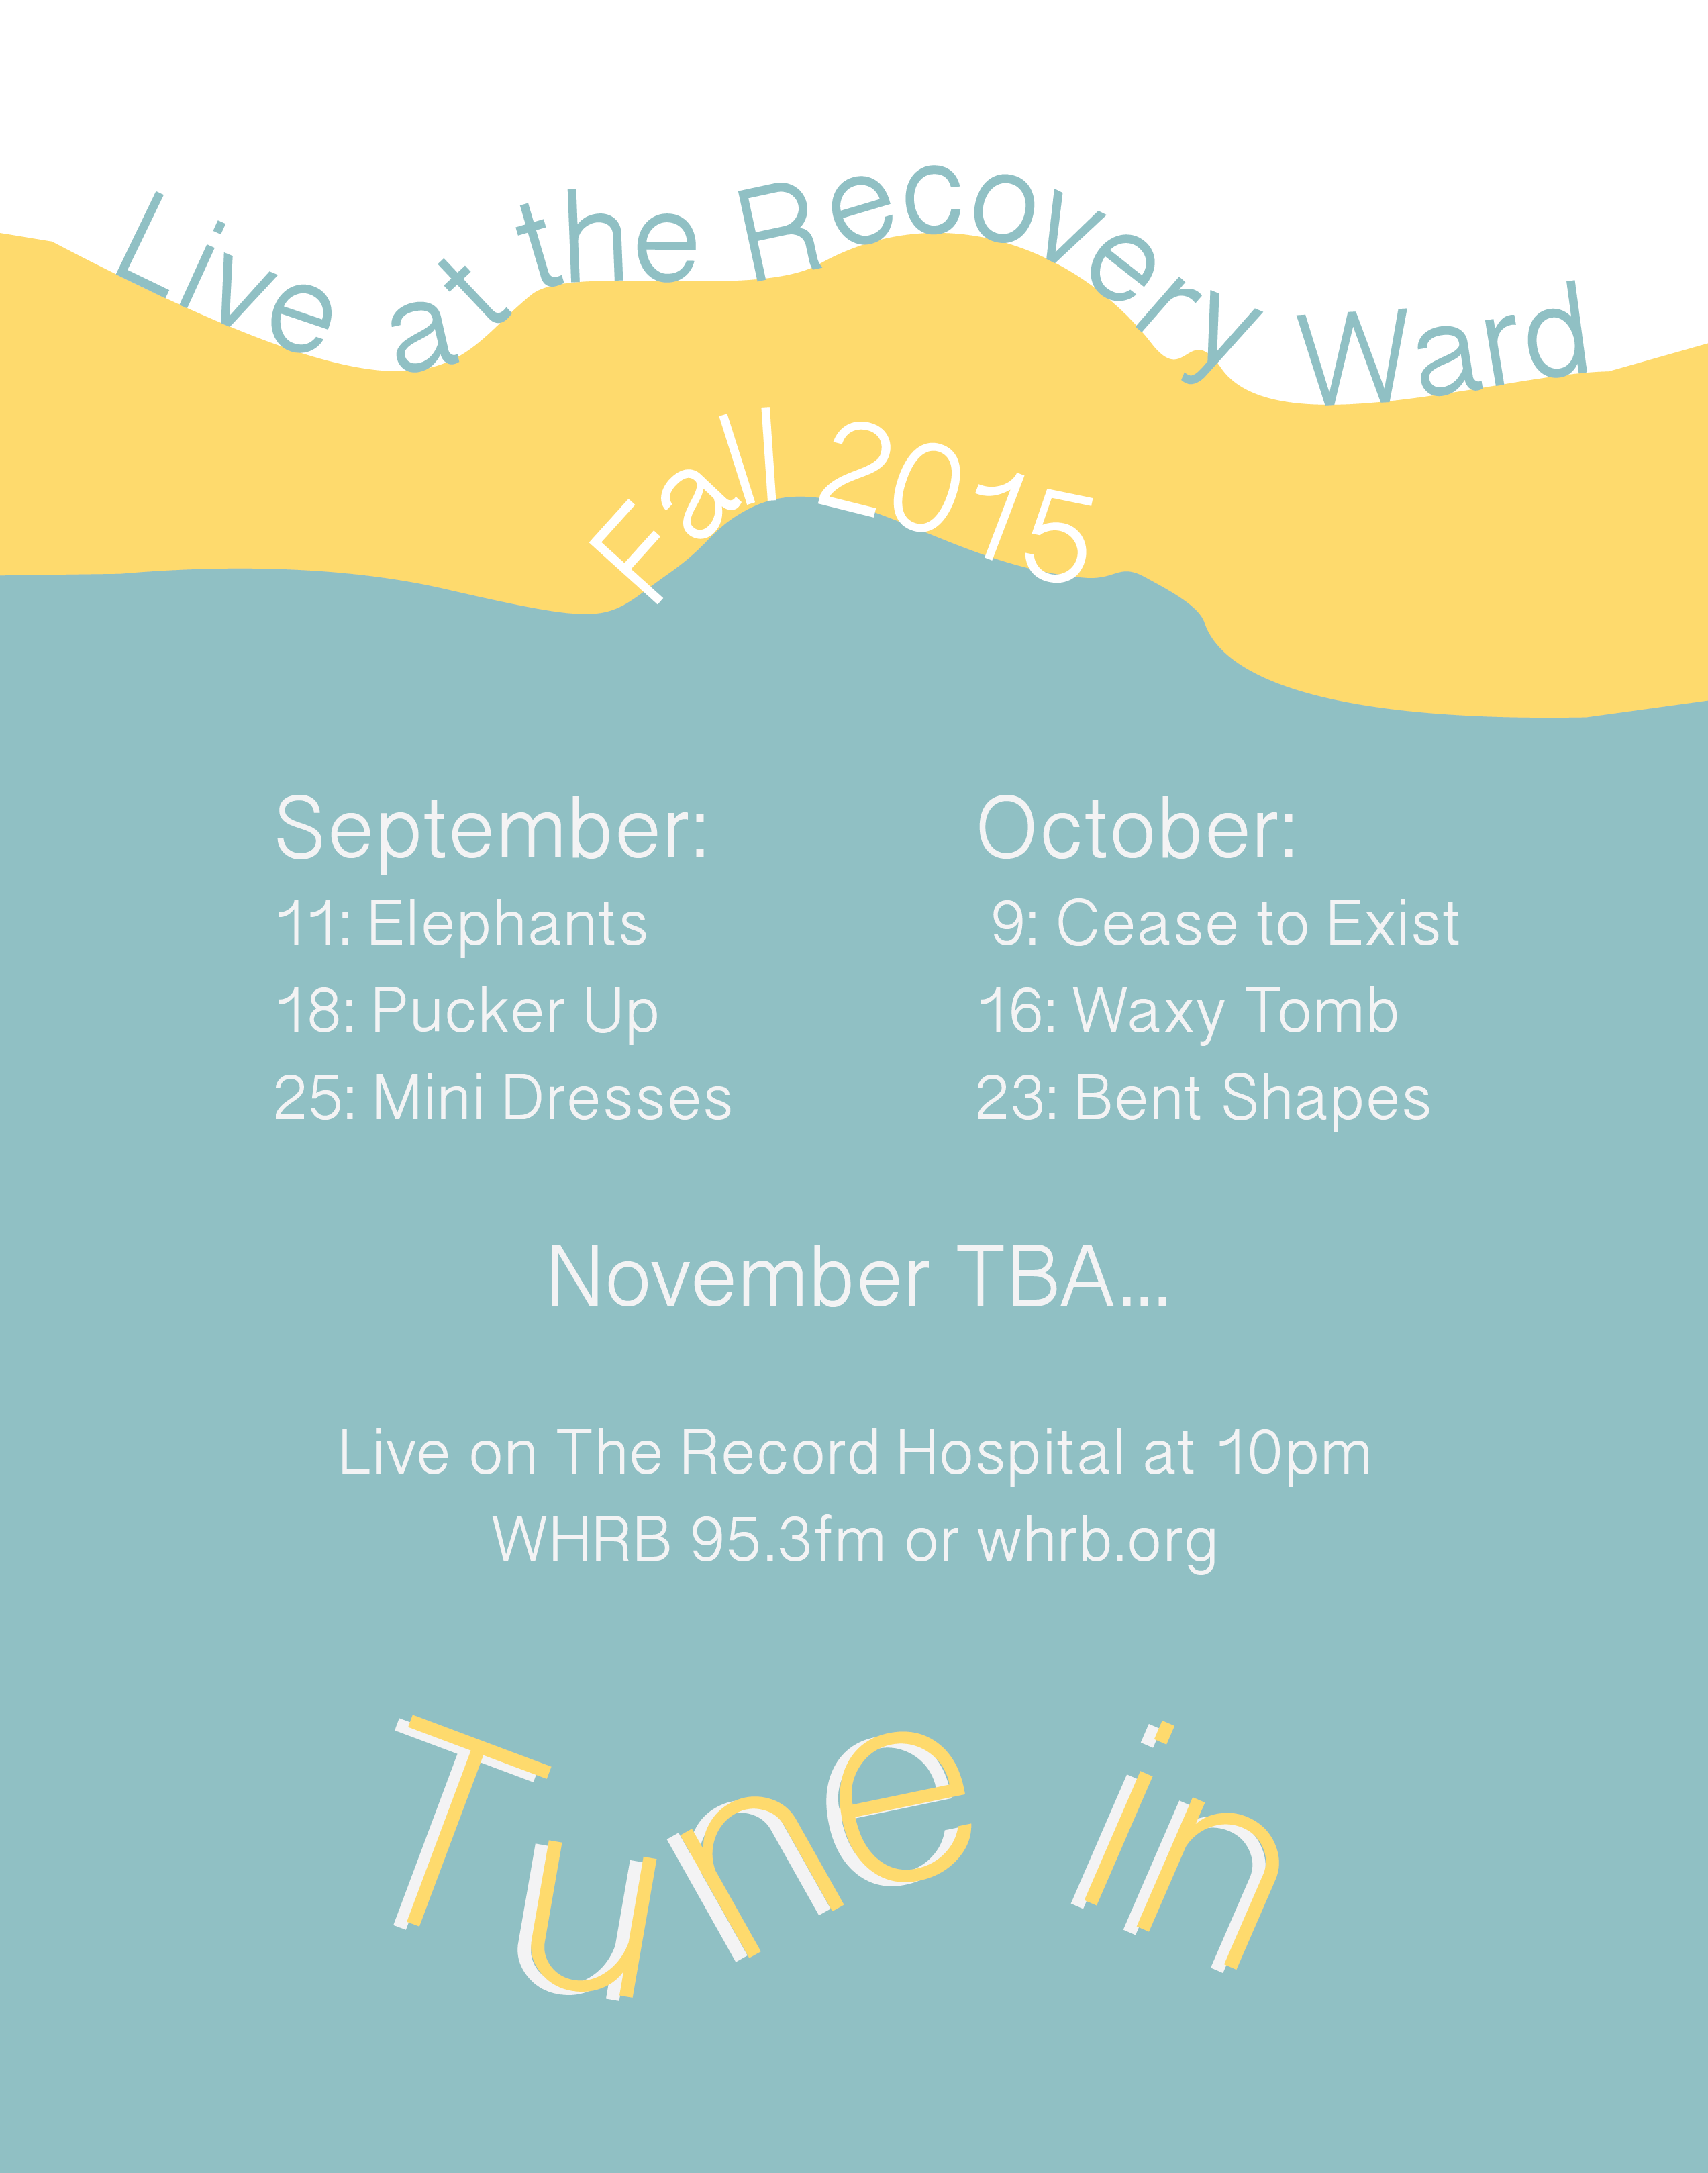 Live at the Recovery Ward
Fall 2015
September:
11: Elephants
18: Pucker Up
25: Mini Dresses
October:
9: Cease to Exist
16: Waxy Tomb
23: Bent Shapes
November TBA...
Live on The Record Hospital at 10pm
WHRB 95.3fm or whrb.org
Tune in